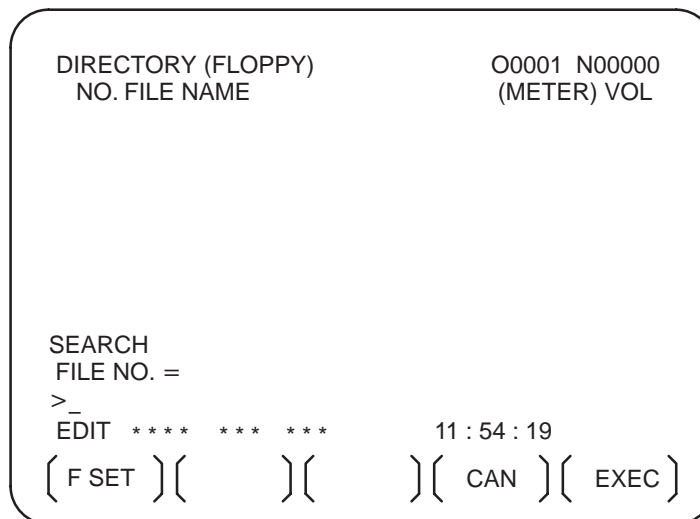 DIRECTORY (FLOPPY) O0001 N00000
NO. FILE NAME (METER) VOL
SEARCH
FILE NO. =
>_
EDIT **** *** *** 11 : 54 : 19
[ F SET ] [ ] [ ] [ CAN ] [ EXEC ]